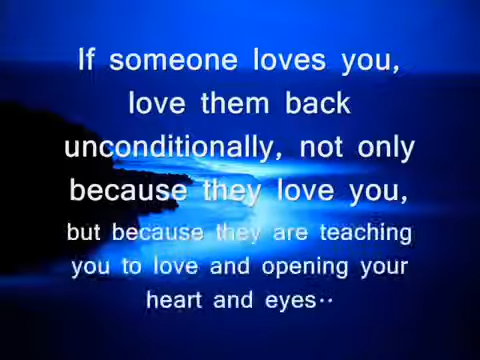 If someone loves you,
love them back
unconditionally, not only
because they love you,
but because they are teaching
you to love and opening your
heart and eyes··